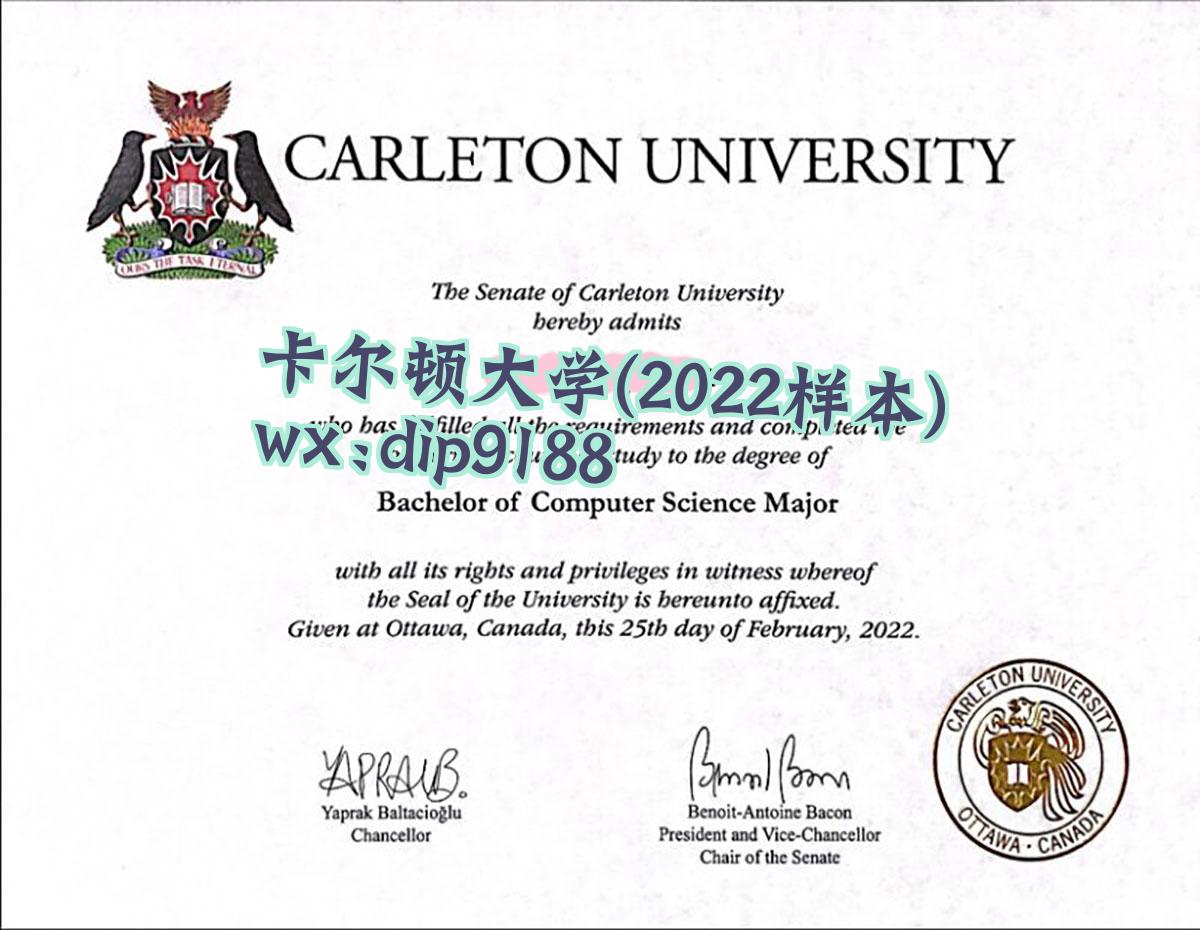 CARLETON UNIVERSITY
OURS THE TASK ETERNAL
The Senate of Carleton University
hereby admits
卡尔顿大学(2022样本)
who has all the requirements and
wx:dip9188
study to the degree of
Bachelor of Computer Science Major
with all its rights and privileges in witness whereof
the Seal of the University is hereunto affixed.
Given at Ottawa, Canada, this 25th day of February, 2022.
YAPRAK B.
Yaprak Baltacıoğlu
Chancellor
Benoit-Antoine Bacon
President and Vice-Chancellor
Chair of the Senate
CARLETON UNIVERSITY
OTTAWA · CANADA